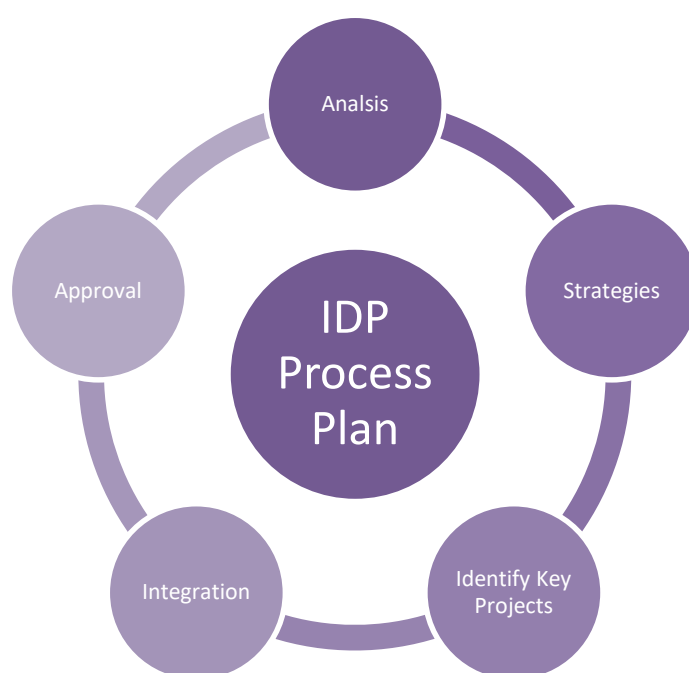 Analsis
Strategies
Identify Key
Projects
Integration
Approval
IDP
Process
Plan